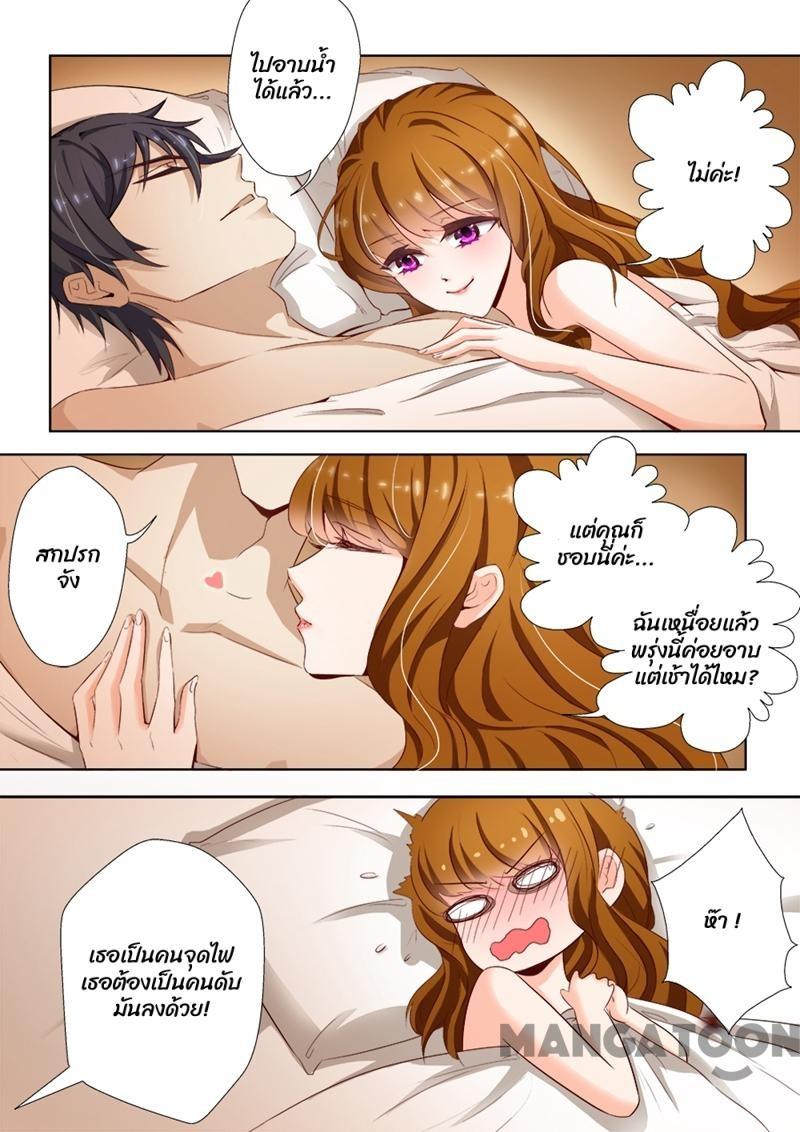 ไปอาบน้ำ
ได้แล้ว...
ไม่ค่ะ!
สกปรก
จัง
แต่คุณก็
ชอบนี่ค่ะ...
ฉันเหนื่อยแล้ว
พรุ่งนี้ค่อยอาบ
แต่เช้าได้ไหม?
ห๊า !
เธอเป็นคนจุดไฟ
เธอต้องเป็นคนดับ
มันลงด้วย!
MANGATOON